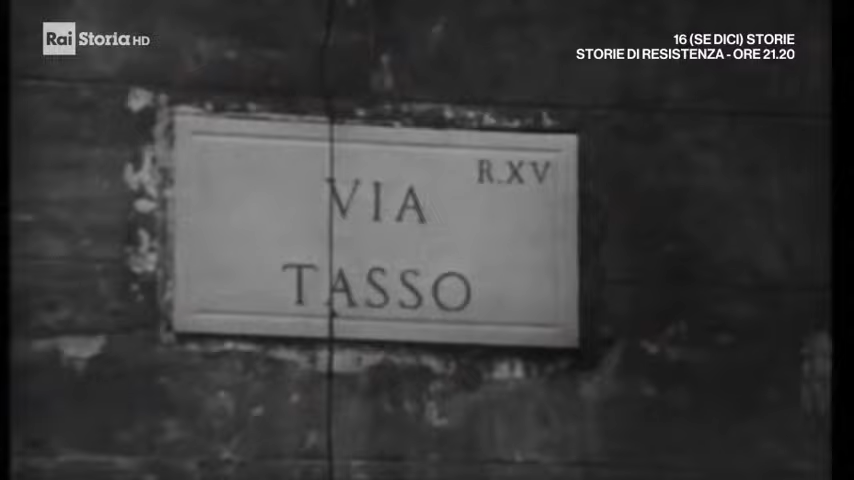 Rai Storia HD
16 (SE DICI) STORIE
STORIE DI RESISTENZA - ORE 21.20
R.XV
VIA
TASSO